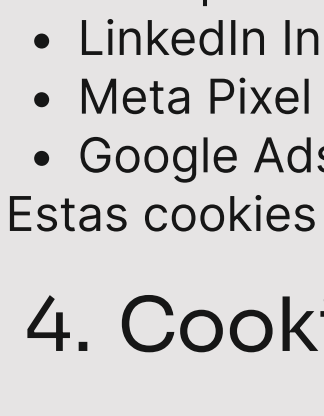 • LinkedIn In
• Meta Pixel
• Google Ads
Estas cookies
4. Cook